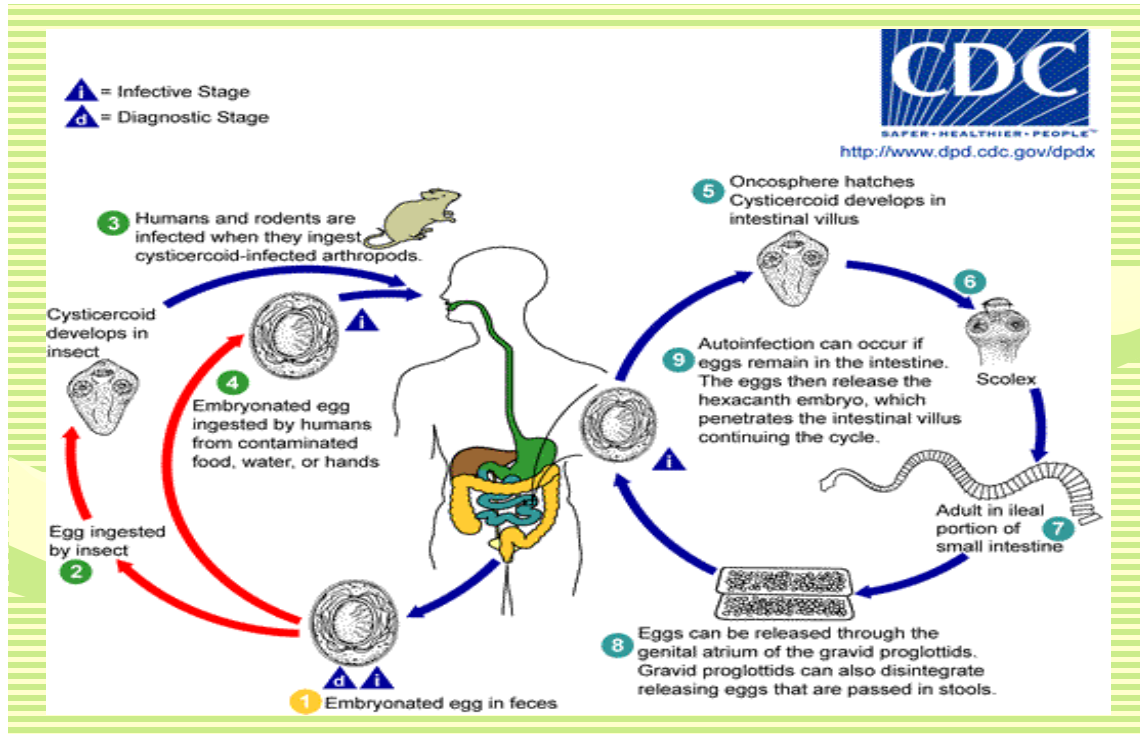 i = Infective Stage
d = Diagnostic Stage
CDC
SAFER • HEALTHIER • PEOPLE™
http://www.dpd.cdc.gov/dpdx
3 Humans and rodents are
infected when they ingest
cysticercoid-infected arthropods.
Cysticercoid
develops in
insect
i
4
Embryonated egg
ingested by humans
from contaminated
food, water, or hands
Egg ingested
by insect
2
d i
1 Embryonated egg in feces
5 Oncosphere hatches
Cysticercoid develops in
intestinal villus
6
Scolex
9 Autoinfection can occur if
eggs remain in the intestine.
The eggs then release the
hexacanth embryo, which
penetrates the intestinal villus
continuing the cycle.
i
Adult in ileal
portion of 7
small intestine
8 Eggs can be released through the
genital atrium of the gravid proglottids.
Gravid proglottids can also disintegrate
releasing eggs that are passed in stools.